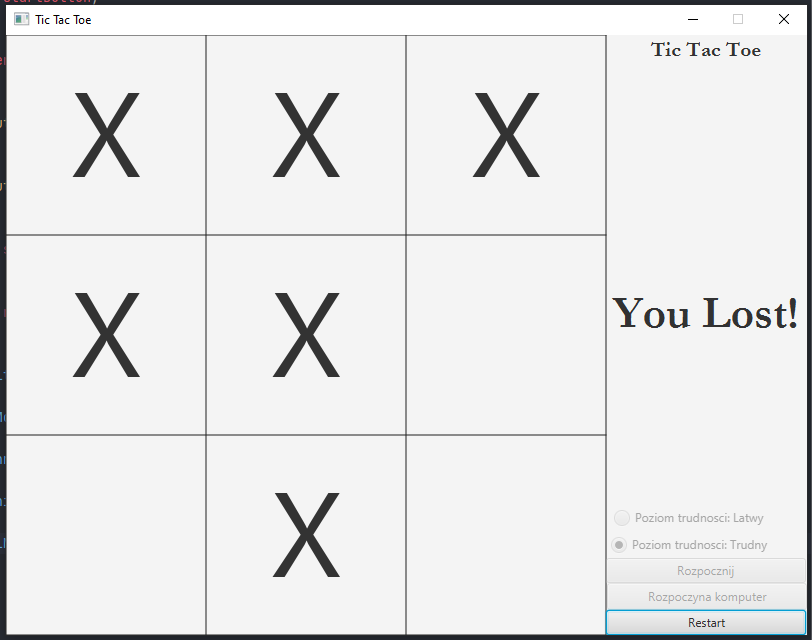 Tic Tac Toe
Tic Tac Toe
X X X
X X
X
You Lost!
Poziom trudnosci: Latwy
Poziom trudnosci: Trudny
Rozpocznij
Rozpoczyna komputer
Restart